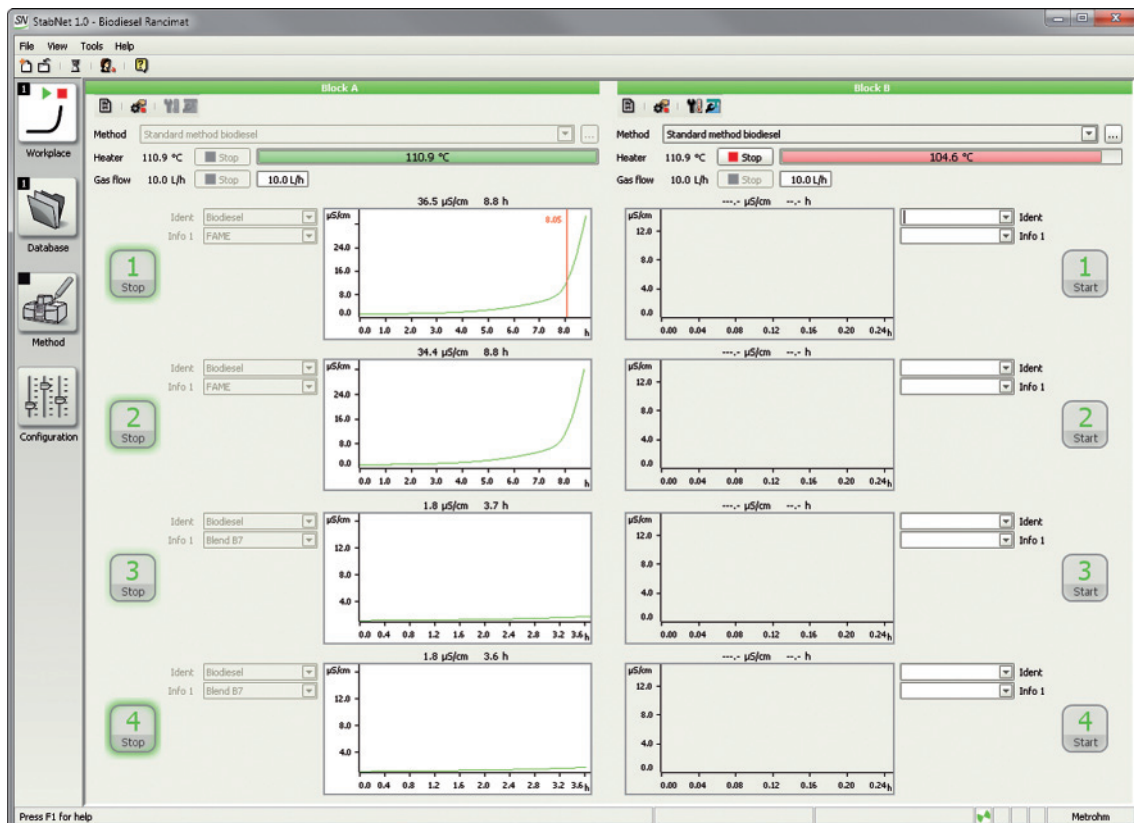 SN StabNet 1.0 - Biodiesel Rancimat
File View Tools Help
1
Workplace
1
Database
Method
Configuration
Block A
Method Standard method biodiesel ...
Heater 110.9 °C Stop 110.9 °C
Gas flow 10.0 L/h Stop 10.0 L/h
36.5 µS/cm 8.8 h
Ident Biodiesel
Info 1 FAME
1
Stop
µS/cm
8.05
24.0
16.0
8.0
0.0
0.0 1.0 2.0 3.0 4.0 5.0 6.0 7.0 8.0 h
34.4 µS/cm 8.8 h
Ident Biodiesel
Info 1 FAME
2
Stop
µS/cm
24.0
16.0
8.0
0.0
0.0 1.0 2.0 3.0 4.0 5.0 6.0 7.0 8.0 h
1.8 µS/cm 3.7 h
Ident Biodiesel
Info 1 Blend B7
3
Stop
µS/cm
12.0
8.0
4.0
0.0 0.4 0.8 1.2 1.6 2.0 2.4 2.8 3.2 3.6 h
1.8 µS/cm 3.6 h
Ident Biodiesel
Info 1 Blend B7
4
Stop
µS/cm
12.0
8.0
4.0
0.0 0.4 0.8 1.2 1.6 2.0 2.4 2.8 3.2 3.6 h
Block B
Method Standard method biodiesel ...
Heater 110.9 °C Stop 104.6 °C
Gas flow 10.0 L/h Stop 10.0 L/h
---.- µS/cm --.- h
µS/cm
12.0
8.0
4.0
0.0
0.00 0.04 0.08 0.12 0.16 0.20 0.24 h
Ident
Info 1
1
Start
---.- µS/cm --.- h
µS/cm
12.0
8.0
4.0
0.0
0.00 0.04 0.08 0.12 0.16 0.20 0.24 h
Ident
Info 1
2
Start
---.- µS/cm --.- h
µS/cm
12.0
8.0
4.0
0.0
0.00 0.04 0.08 0.12 0.16 0.20 0.24 h
Ident
Info 1
3
Start
---.- µS/cm --.- h
µS/cm
12.0
8.0
4.0
0.0
0.00 0.04 0.08 0.12 0.16 0.20 0.24 h
Ident
Info 1
4
Start
Press F1 for help
Metrohm